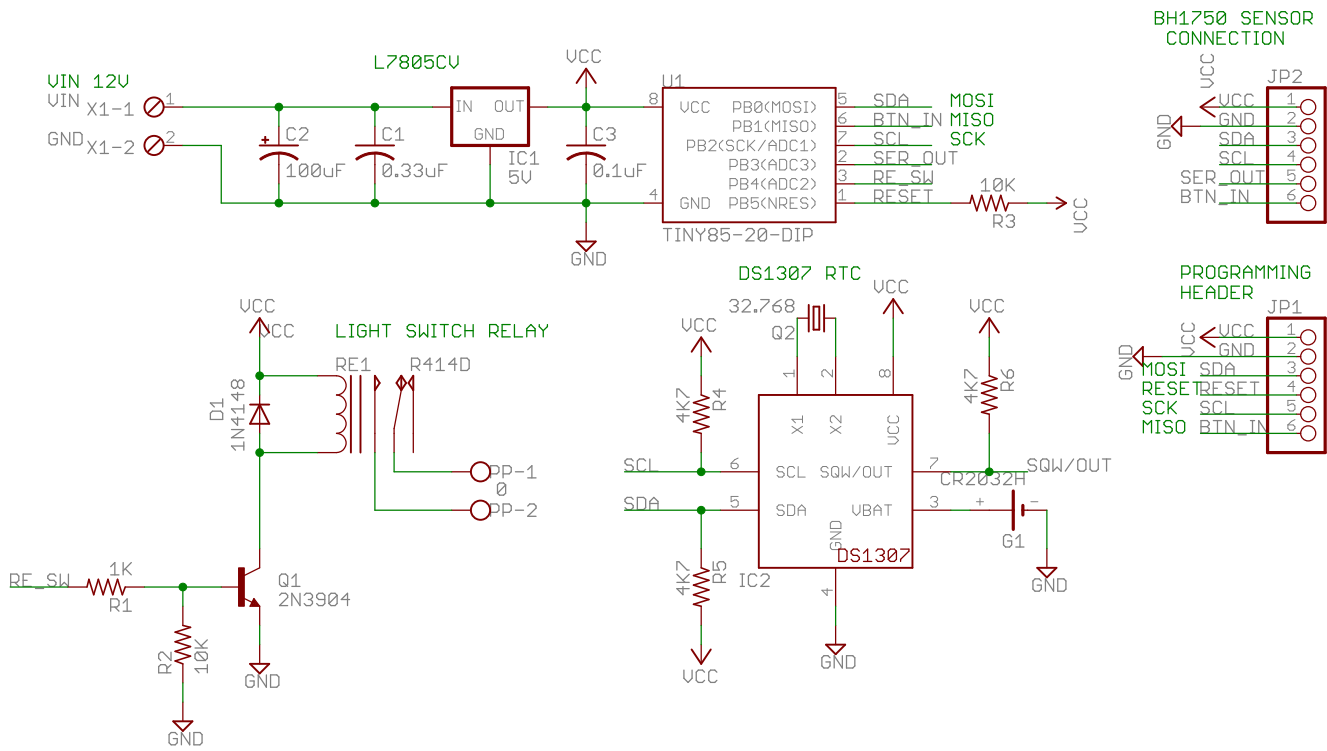 BH1750 SENSOR
CONNECTION
VIN 12V
VIN X1-1 1
GND X1-2 2
L7805CV
IN OUT
GND
IC1
5V
C2
100uF
C1
0.33uF
C3
0.1uF
VCC
GND
U1
8 VCC PB0(MOSI) 5 SDA MOSI
PB1(MISO) 6 BTN_IN MISO
PB2(SCK/ADC1) 7 SCL SCK
PB3(ADC3) 2 SER_OUT
PB4(ADC2) 3 RE_SW
4 GND PB5(NRES) 1 RESET
TINY85-20-DIP
10K
R3
VCC
JP2
VCC
GND
VCC 1
GND 2
SDA 3
SCL 4
SER_OUT 5
BTN_IN 6
PROGRAMMING
HEADER
JP1
VCC
GND
VCC 1
GND 2
MOSI SDA 3
RESET RESET 4
SCK SCL 5
MISO BTN_IN 6
VCC
VCC
LIGHT SWITCH RELAY
RE1 R414D
D1
1N4148
PP-1
0
PP-2
RE_SW
1K
R1
Q1
2N3904
R2
10K
GND
GND
DS1307 RTC
32.768
Q2
VCC
VCC
VCC
4K7
R4
4K7
R6
1
2
8
X1
X2
VCC
SCL 6 SCL SQW/OUT 7 SQW/OUT
SDA 5 SDA VBAT 3
CR2032H
+ -
G1
GND
GND
DS1307
IC2
4
GND
4K7
R5
VCC